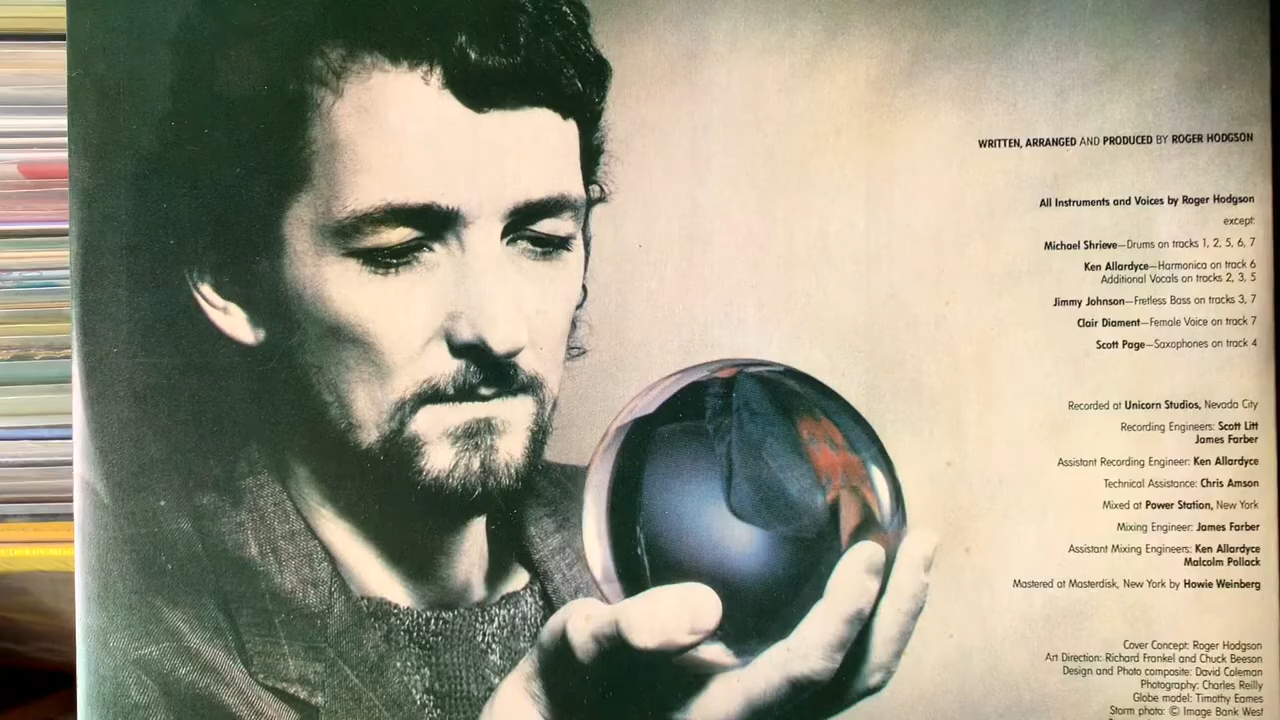 WRITTEN, ARRANGED AND PRODUCED BY ROGER HODGSON
All Instruments and Voices by Roger Hodgson
except:
Michael Shrieve—Drums on tracks 1, 2, 5, 6, 7
Ken Allardyce—Harmonica on track 6
Additional Vocals on tracks 2, 3, 5
Jimmy Johnson—Fretless Bass on tracks 3, 7
Clair Diament—Female Voice on track 7
Scott Page—Saxophones on track 4
Recorded at Unicorn Studios, Nevada City
Recording Engineers: Scott Litt
James Farber
Assistant Recording Engineer: Ken Allardyce
Technical Assistance: Chris Amson
Mixed at Power Station, New York
Mixing Engineer: James Farber
Assistant Mixing Engineers: Ken Allardyce
Malcolm Pollack
Mastered at Masterdisk, New York by Howie Weinberg
Cover Concept: Roger Hodgson
Art Direction: Richard Frankel and Chuck Beeson
Design and Photo composite: David Coleman
Photography: Charles Reilly
Globe model: Timothy Eames
Storm photo: © Image Bank West